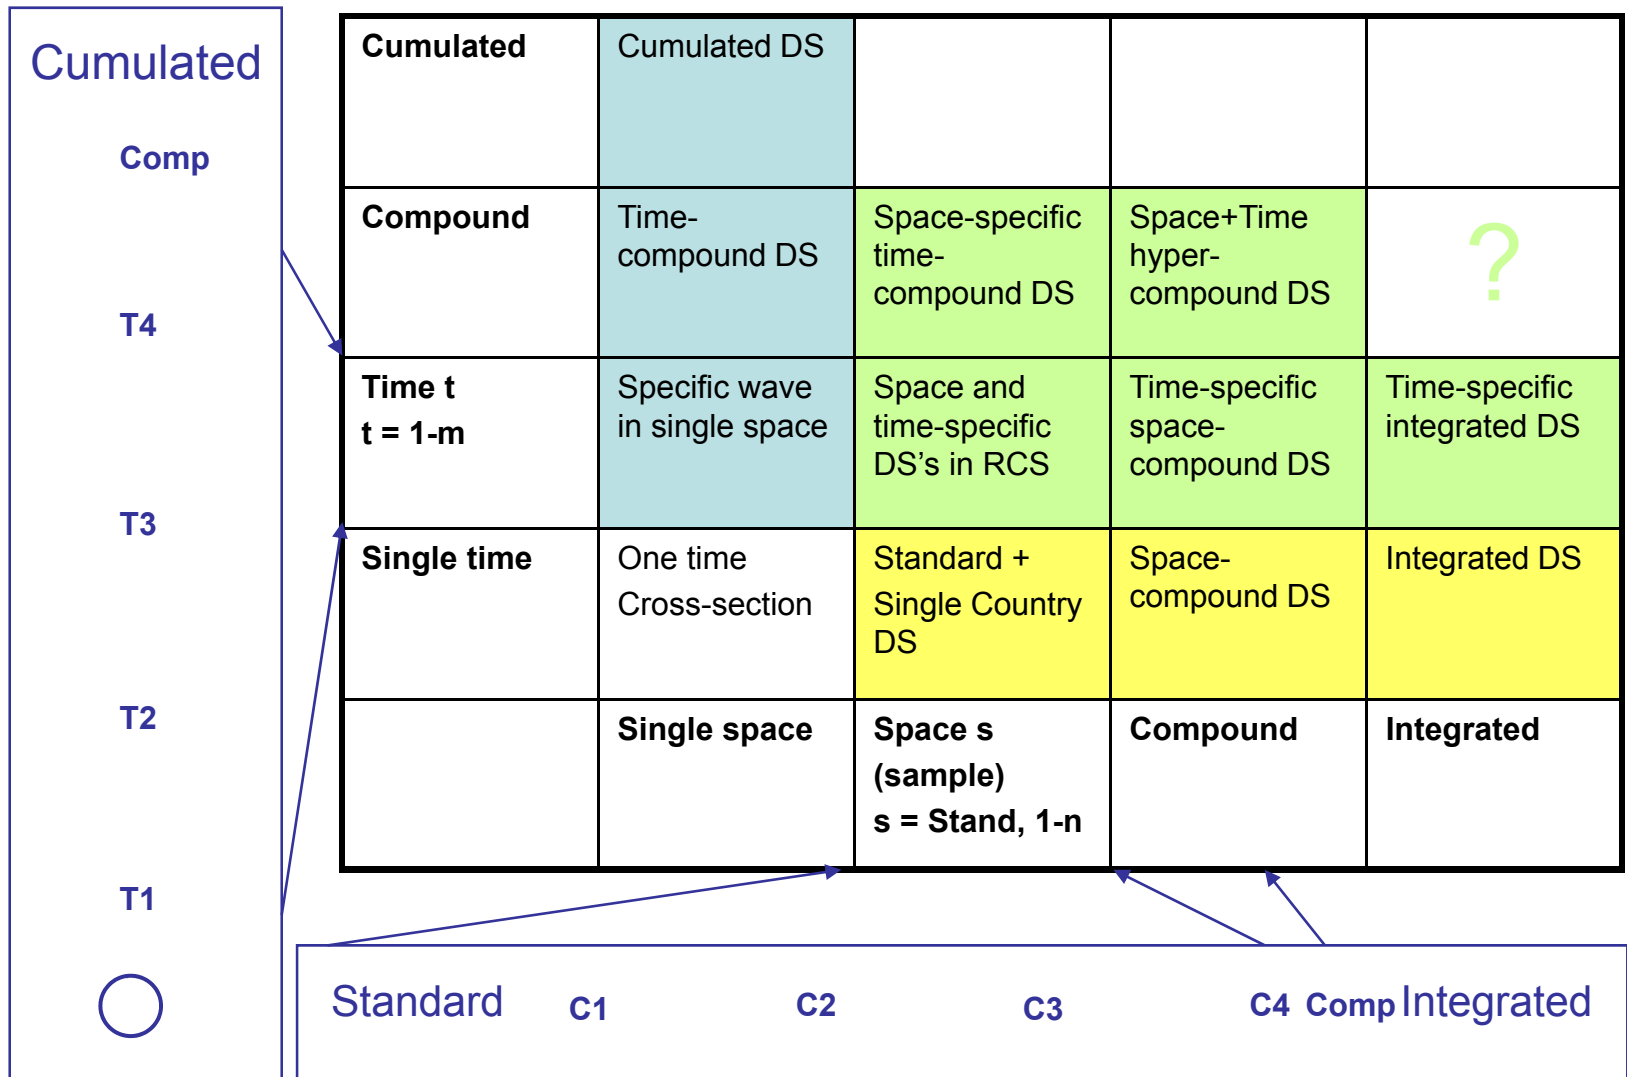 Cumulated
Comp
T4
T3
T2
T1
Cumulated
Cumulated DS
Compound
Time-
compound DS
Space-specific
time-
compound DS
Space+Time
hyper-
compound DS
?
Time t
t = 1-m
Specific wave
in single space
Space and
time-specific
DS’s in RCS
Time-specific
space-
compound DS
Time-specific
integrated DS
Single time
One time
Cross-section
Standard +
Single Country
DS
Space-
compound DS
Integrated DS
Single space
Space s
(sample)
s = Stand, 1-n
Compound
Integrated
Standard C1 C2 C3 C4 Comp Integrated